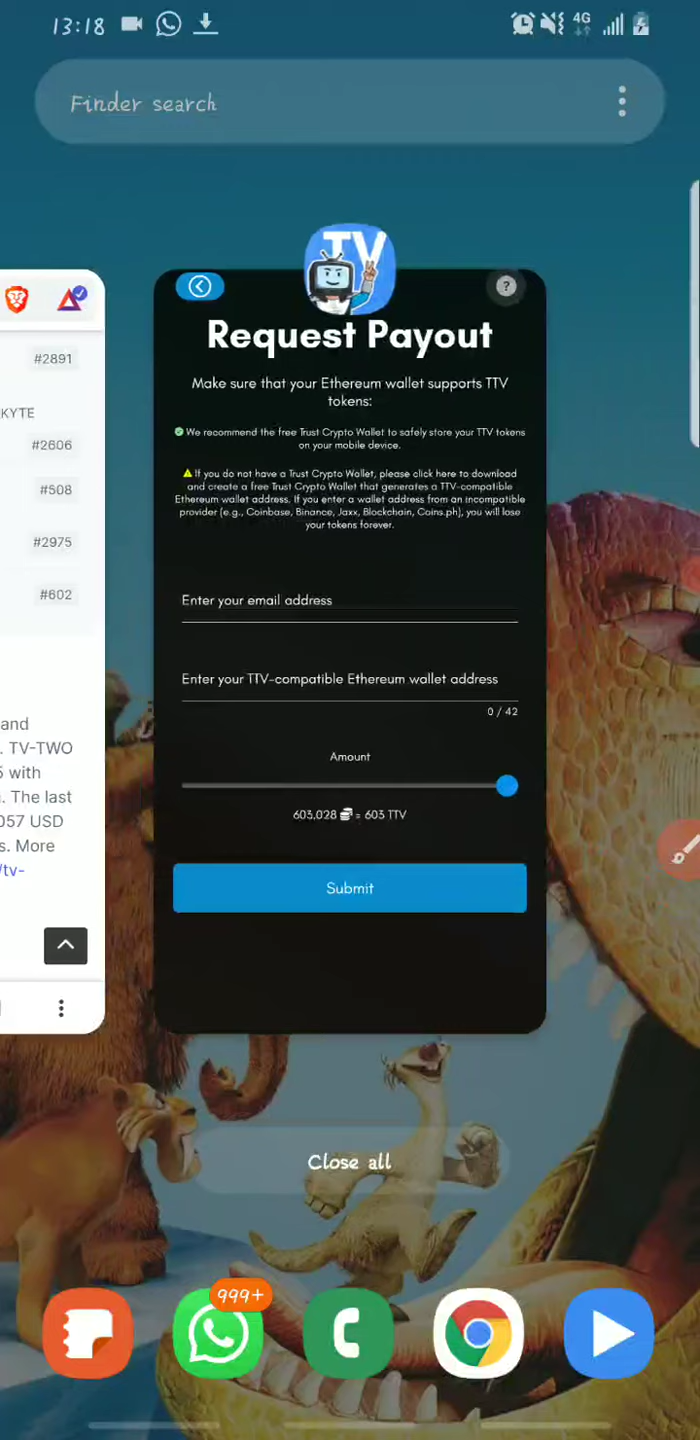 13:18
4G
Finder search
#2891
KYTE
#2606
#508
#2975
#602
and
. TV-TWO
5 with
g. The last
057 USD
s. More
/tv-
TV
?
Request Payout
Make sure that your Ethereum wallet supports TTV
tokens:
We recommend the free Trust Crypto Wallet to safely store your TTV tokens
on your mobile device.
If you do not have a Trust Crypto Wallet, please click here to download
and create a free Trust Crypto Wallet that generates a TTV-compatible
Ethereum wallet address. If you enter a wallet address from an incompatible
provider (e.g., Coinbase, Binance, Jaxx, Blockchain, Coins.ph), you will lose
your tokens forever.
Enter your email address
Enter your TTV-compatible Ethereum wallet address
0 / 42
Amount
603,028 = 603 TTV
Submit
Close all
999+